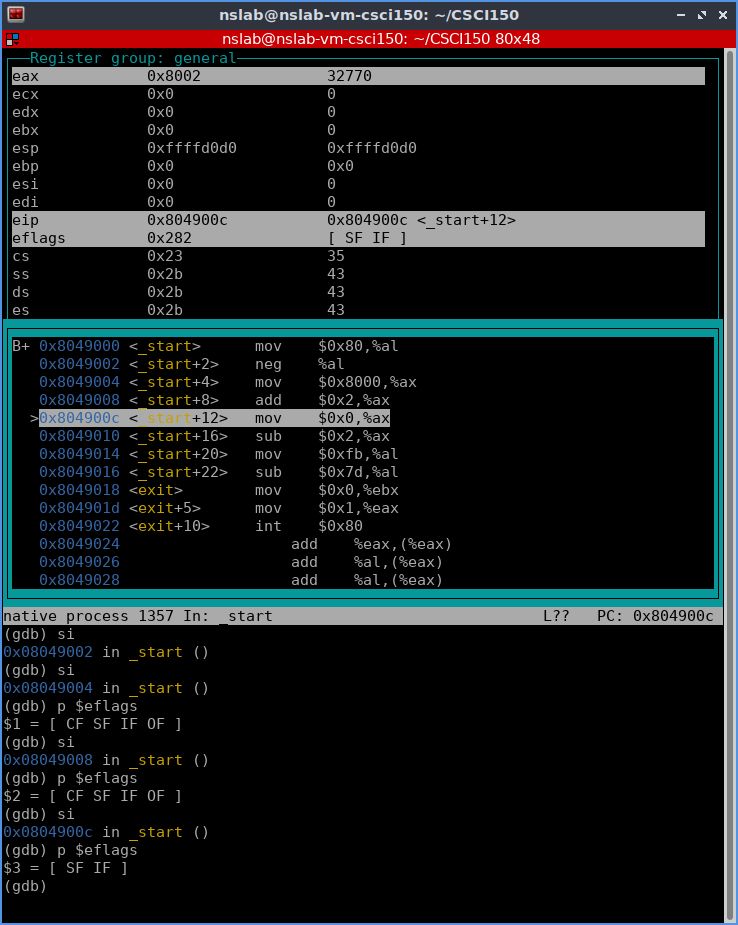 nslab@nslab-vm-csci150: ~/CSCI150
nslab@nslab-vm-csci150: ~/CSCI150 80x48
Register group: general
eax 0x8002 32770
ecx 0x0 0
edx 0x0 0
ebx 0x0 0
esp 0xffffd0d0 0xffffd0d0
ebp 0x0 0x0
esi 0x0 0
edi 0x0 0
eip 0x804900c 0x804900c <_start+12>
eflags 0x282 [ SF IF ]
cs 0x23 35
ss 0x2b 43
ds 0x2b 43
es 0x2b 43
B+ 0x8049000 <_start> mov $0x80,%al
0x8049002 <_start+2> neg %al
0x8049004 <_start+4> mov $0x8000,%ax
0x8049008 <_start+8> add $0x2,%ax
>0x804900c <_start+12> mov $0x0,%ax
0x8049010 <_start+16> sub $0x2,%ax
0x8049014 <_start+20> mov $0xfb,%al
0x8049016 <_start+22> sub $0x7d,%al
0x8049018 <exit> mov $0x0,%ebx
0x804901d <exit+5> mov $0x1,%eax
0x8049022 <exit+10> int $0x80
0x8049024 add %eax,(%eax)
0x8049026 add %al,(%eax)
0x8049028 add %al,(%eax)
native process 1357 In: _start L?? PC: 0x804900c
(gdb) si
0x08049002 in _start ()
(gdb) si
0x08049004 in _start ()
(gdb) p $eflags
$1 = [ CF SF IF OF ]
(gdb) si
0x08049008 in _start ()
(gdb) p $eflags
$2 = [ CF SF IF OF ]
(gdb) si
0x0804900c in _start ()
(gdb) p $eflags
$3 = [ SF IF ]
(gdb)